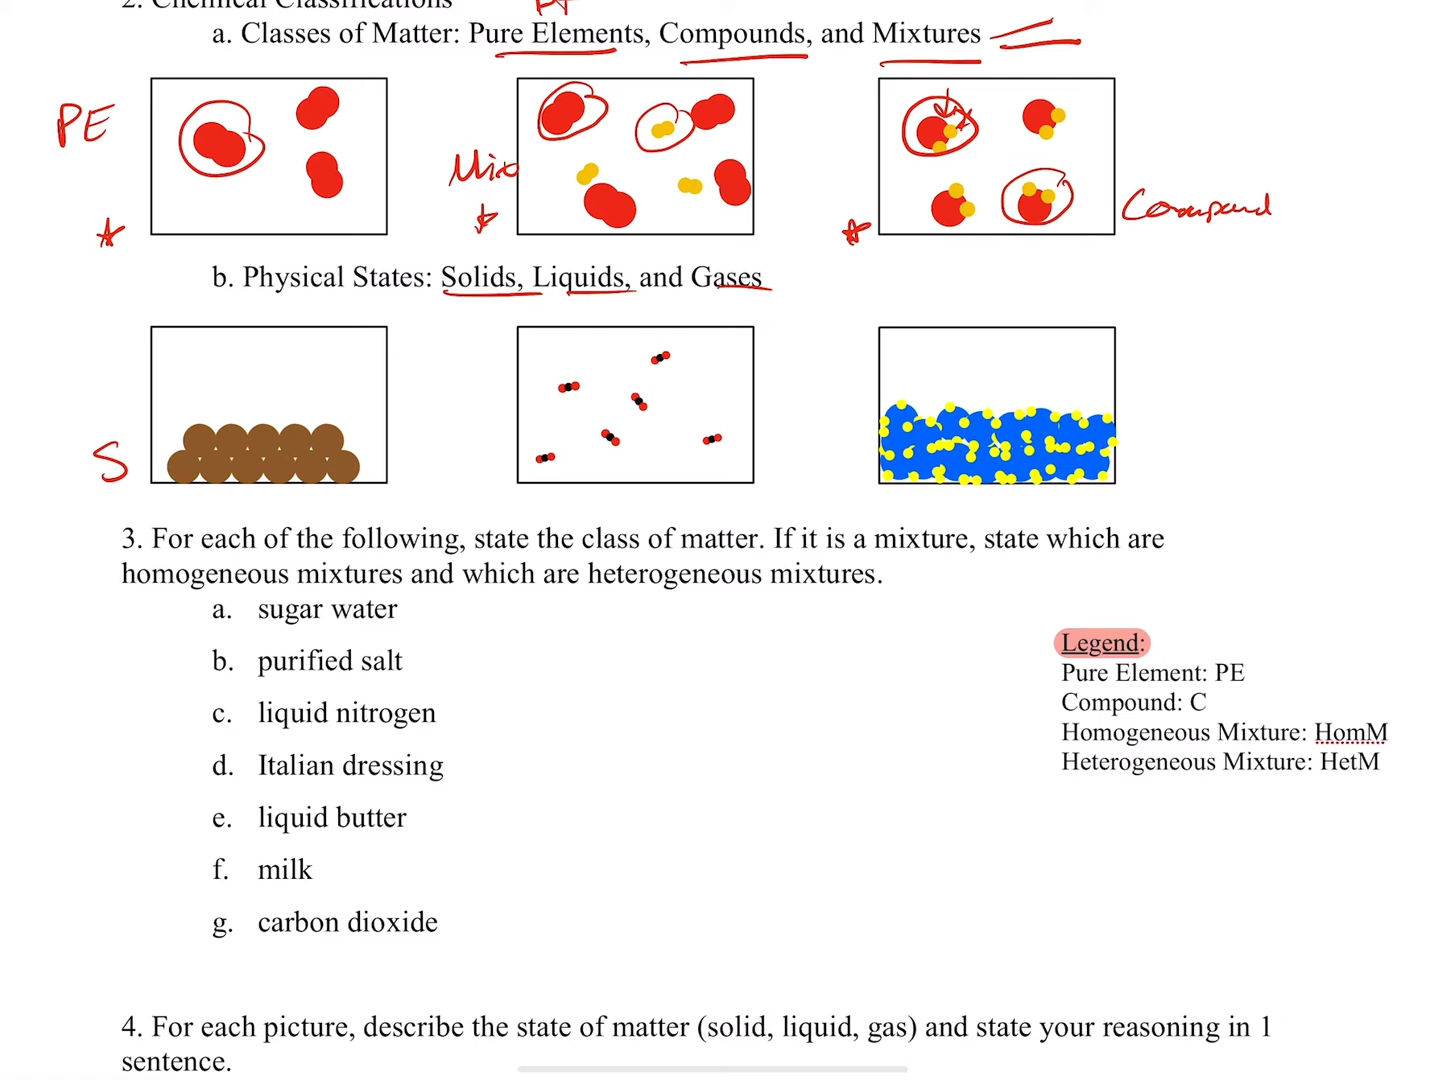 2. Chemical Classifications
a. Classes of Matter: Pure Elements, Compounds, and Mixtures
PE
Mix
Compound
b. Physical States: Solids, Liquids, and Gases
S
3. For each of the following, state the class of matter. If it is a mixture, state which are
homogeneous mixtures and which are heterogeneous mixtures.
a. sugar water
b. purified salt
c. liquid nitrogen
d. Italian dressing
e. liquid butter
f. milk
g. carbon dioxide
Legend:
Pure Element: PE
Compound: C
Homogeneous Mixture: HomM
Heterogeneous Mixture: HetM
4. For each picture, describe the state of matter (solid, liquid, gas) and state your reasoning in 1
sentence.